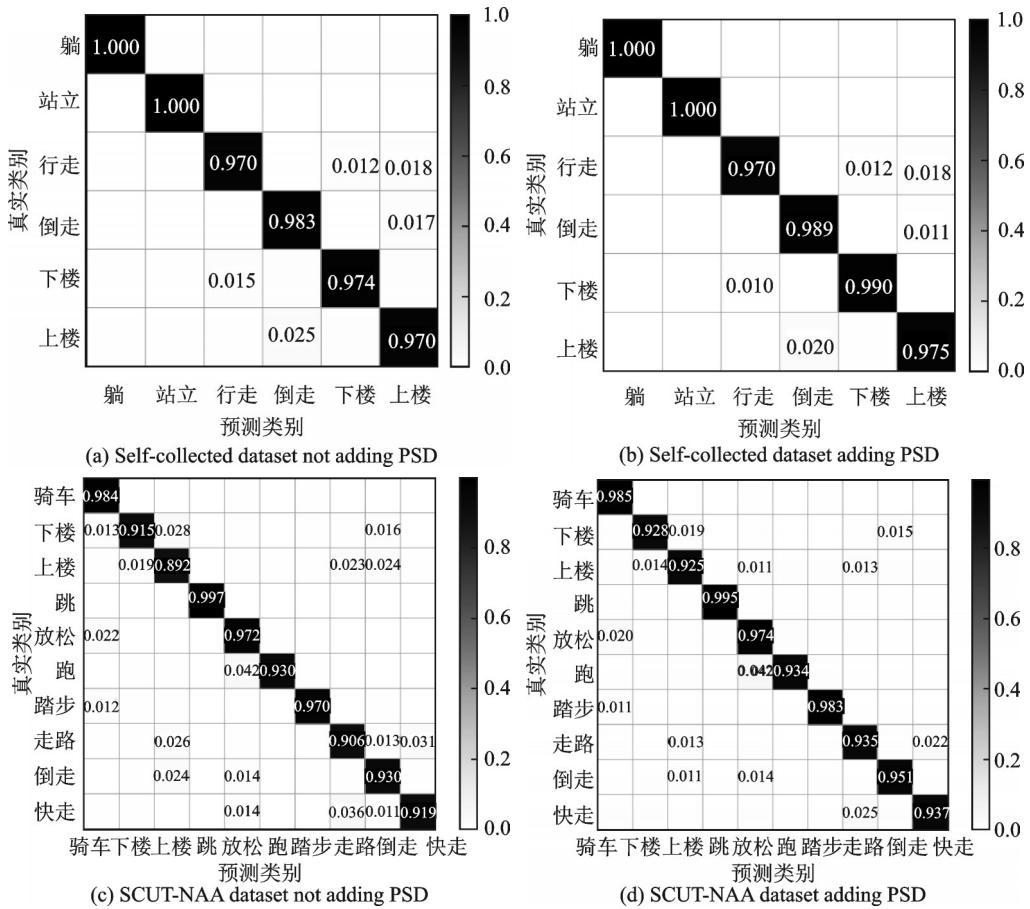 1.0
躺 1.000
站立 1.000 0.8
行走 0.970 0.012 0.018 0.6
真实类别
倒走 0.983 0.017 0.4
下楼 0.015 0.974 0.2
上楼 0.025 0.970
0.0
躺 站立 行走 倒走 下楼 上楼
预测类别
(a) Self-collected dataset not adding PSD
1.0
躺 1.000
站立 1.000 0.8
行走 0.970 0.012 0.018 0.6
真实类别
倒走 0.989 0.011 0.4
下楼 0.010 0.990 0.2
上楼 0.020 0.975
0.0
躺 站立 行走 倒走 下楼 上楼
预测类别
(b) Self-collected dataset adding PSD
骑车 0.984
下楼 0.013 0.915 0.028 0.016 0.8
上楼 0.019 0.892 0.023 0.024
跳 0.997 0.6
放松 0.022 0.972
真实类别
跑 0.042 0.930 0.4
踏步 0.012 0.970
走路 0.026 0.906 0.013 0.031 0.2
倒走 0.024 0.014 0.930
快走 0.014 0.036 0.011 0.919 0.0
骑车 下楼 上楼 跳 放松 跑 踏步 走路 倒走 快走
预测类别
(c) SCUT-NAA dataset not adding PSD
骑车 0.985
下楼 0.928 0.019 0.015 0.8
上楼 0.014 0.925 0.011 0.013
跳 0.995 0.6
放松 0.020 0.974
真实类别
跑 0.042 0.934 0.4
踏步 0.011 0.983
走路 0.013 0.935 0.022 0.2
倒走 0.011 0.014 0.951
快走 0.025 0.937 0.0
骑车 下楼 上楼 跳 放松 跑 踏步 走路 倒走 快走
预测类别
(d) SCUT-NAA dataset adding PSD